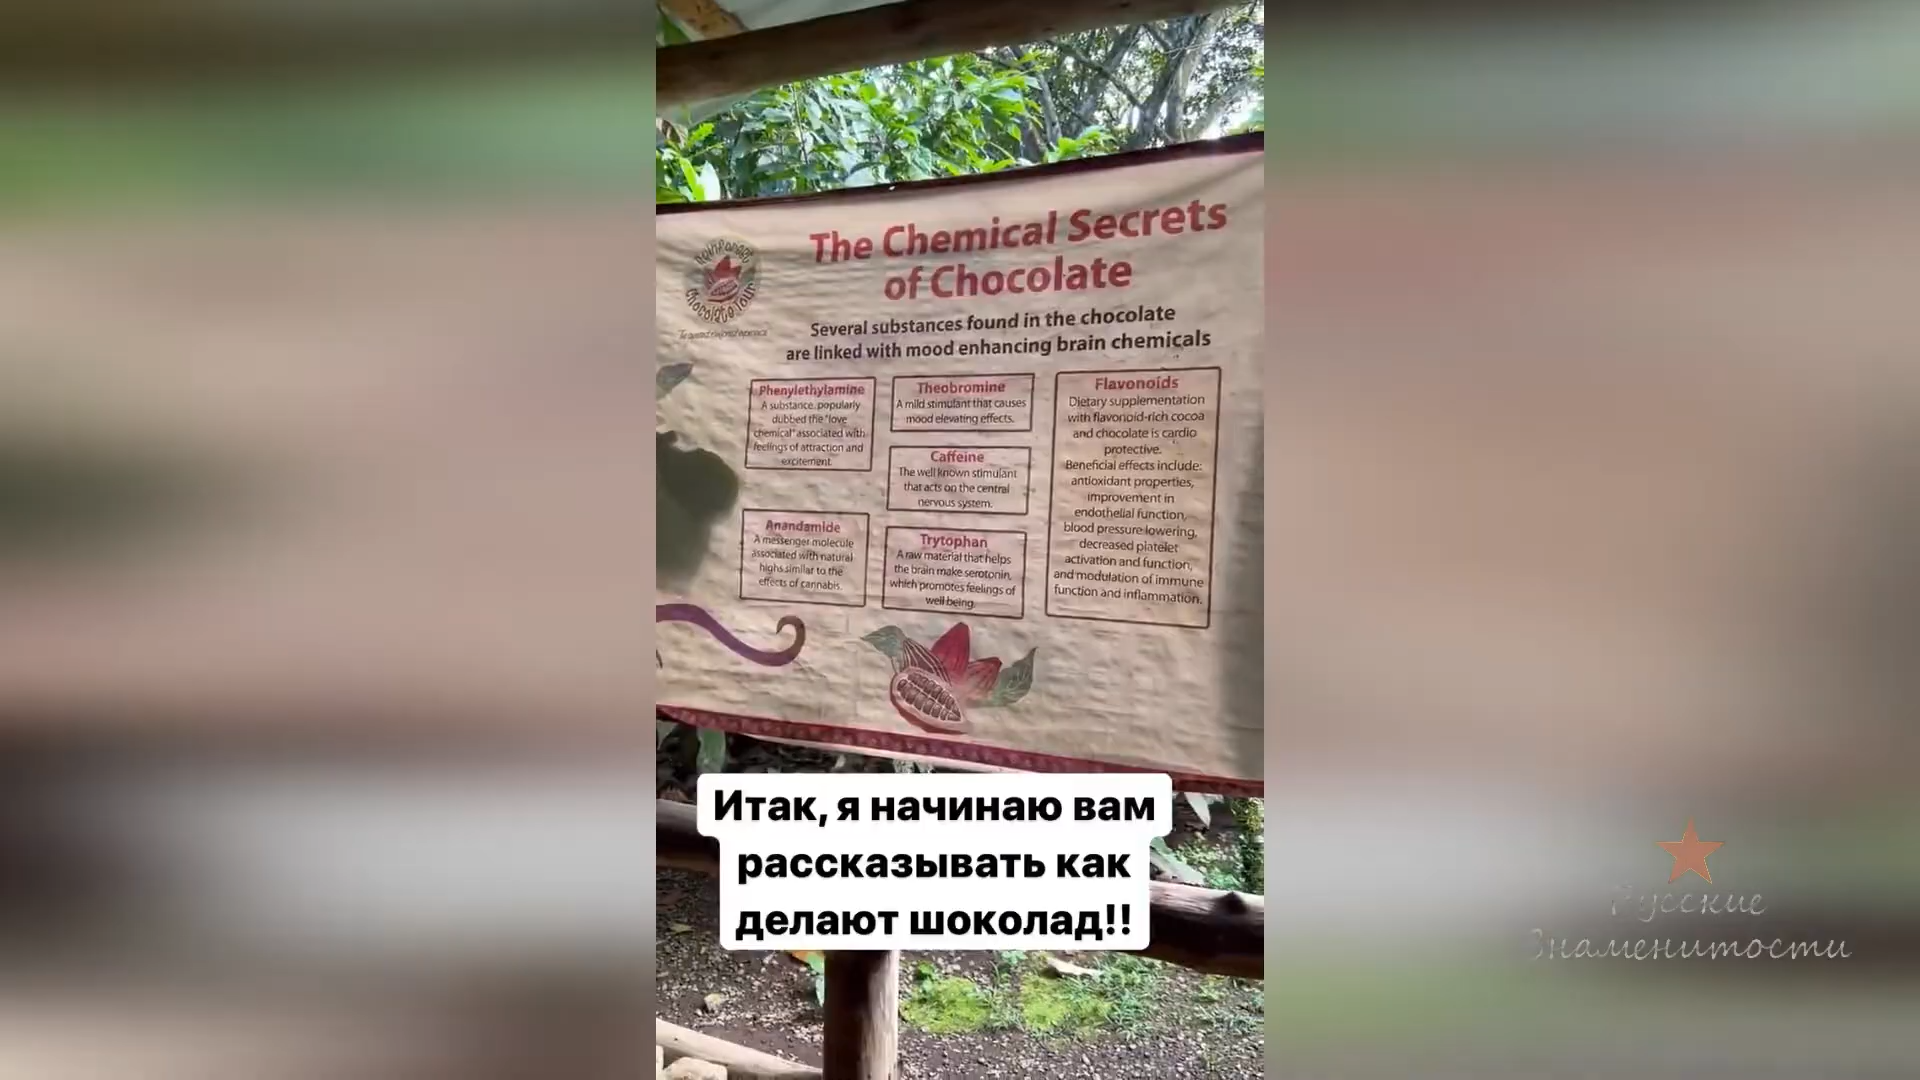 Rainforest
Chocolate Tour
The Chemical Secrets
of Chocolate
Several substances found in the chocolate
are linked with mood enhancing brain chemicals
Phenylethylamine
A substance, popularly
dubbed the "love
chemical" associated with
feelings of attraction and
excitement.
Anandamide
A messenger molecule
associated with natural
highs similar to the
effects of cannabis.
Theobromine
A mild stimulant that causes
mood elevating effects.
Caffeine
The well known stimulant
that acts on the central
nervous system.
Trytophan
A raw material that helps
the brain make serotonin,
which promotes feelings of
well being.
Flavonoids
Dietary supplementation
with flavonoid-rich cocoa
and chocolate is cardio
protective.
Beneficial effects include:
antioxidant properties,
improvement in
endothelial function,
blood pressure lowering,
decreased platelet
activation and function,
and modulation of immune
function and inflammation.
Итак, я начинаю вам
рассказывать как
делают шоколад!!
Русские
Знаменитости